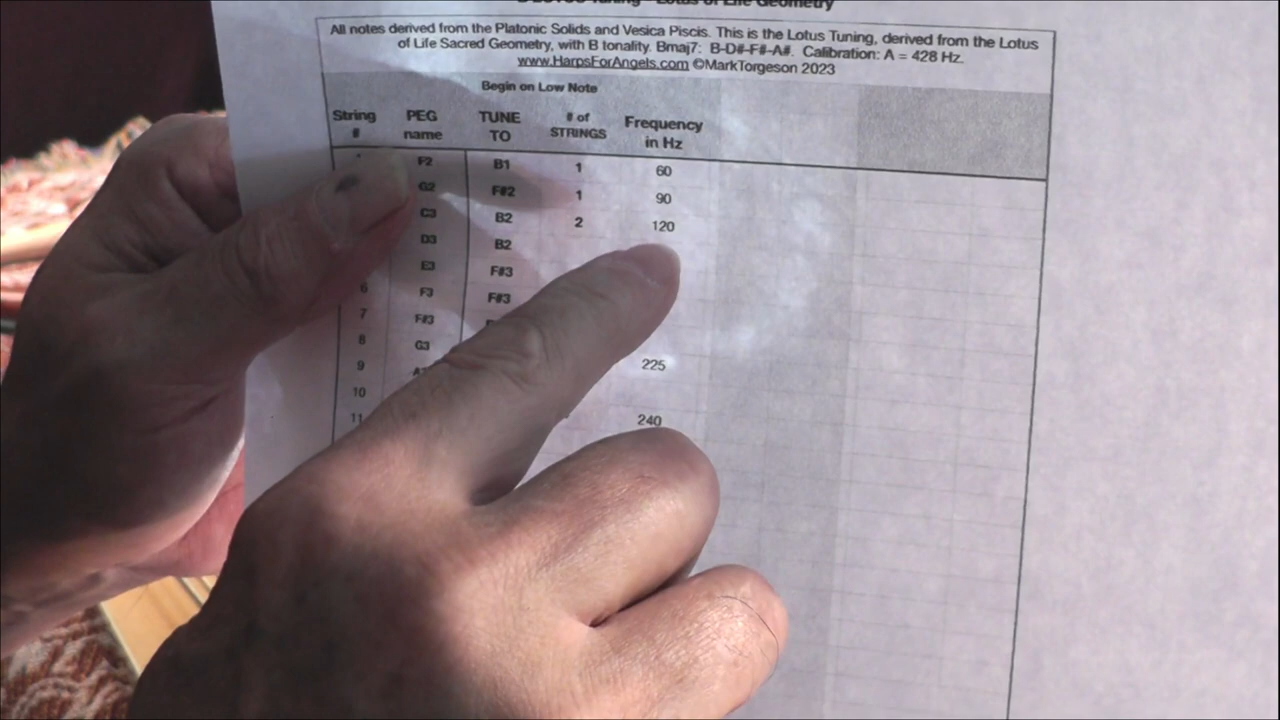 All notes derived from the Platonic Solids and Vesica Piscis. This is the Lotus Tuning, derived from the Lotus
of Life Sacred Geometry, with B tonality. Bmaj7: B-D#-F#-A#. Calibration: A = 428 Hz.
www.HarpsForAngels.com ©MarkTorgeson 2023
Begin on Low Note
String # PEG name TUNE TO # of STRINGS Frequency in Hz
F2 B1 1 60
G2 F#2 1 90
C3 B2 2 120
D3 B2
E3 F#3
6 F3 F#3
7 F#3
8 G3
9 225
10
11 240